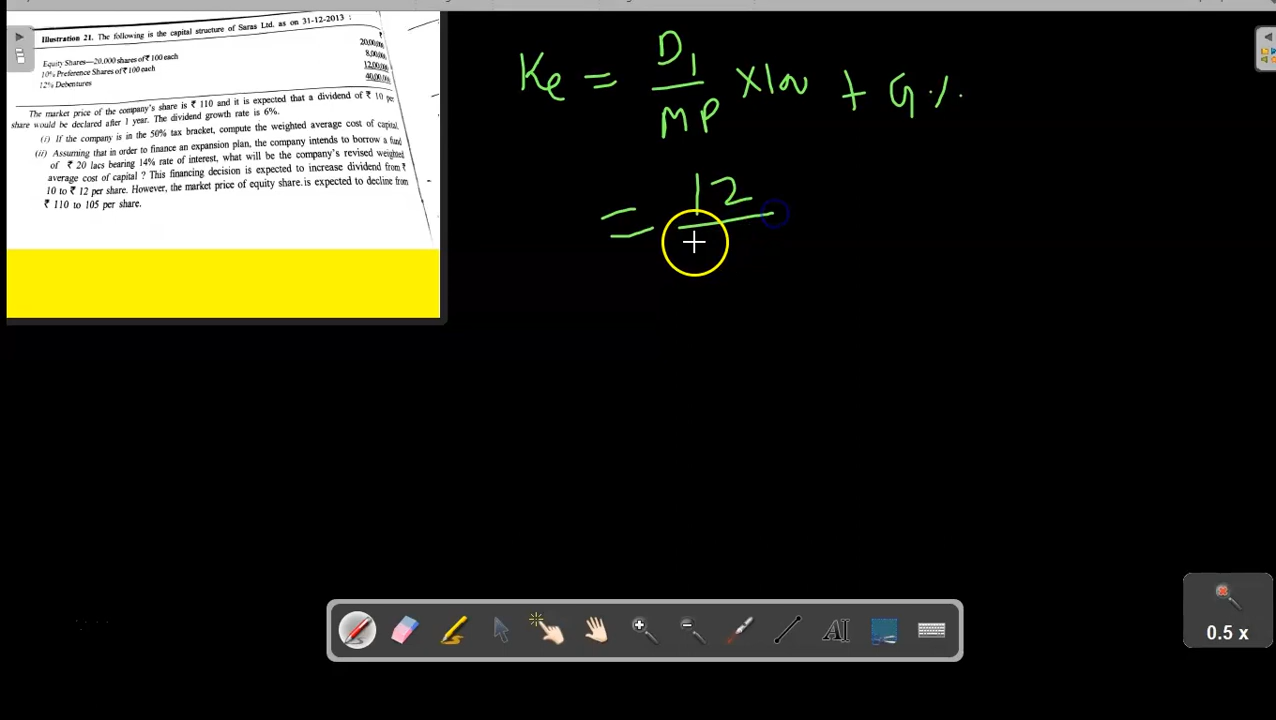 Illustration 21. The following is the capital structure of Saras Ltd. as on 31-12-2013 :
₹
Equity Shares—20,000 shares of ₹ 100 each 20,00,000
10% Preference Shares of ₹ 100 each 8,00,000
12% Debentures 12,00,000
40,00,000
The market price of the company's share is ₹ 110 and it is expected that a dividend of ₹ 10 per
share would be declared after 1 year. The dividend growth rate is 6%.
(i) If the company is in the 50% tax bracket, compute the weighted average cost of capital.
(ii) Assuming that in order to finance an expansion plan, the company intends to borrow a fund
of ₹ 20 lacs bearing 14% rate of interest, what will be the company's revised weighted
average cost of capital ? This financing decision is expected to increase dividend from ₹
10 to ₹ 12 per share. However, the market price of equity share is expected to decline from
₹ 110 to 105 per share.
Ke = D1/MP X100 + G%.
= 12
AI
0.5 x